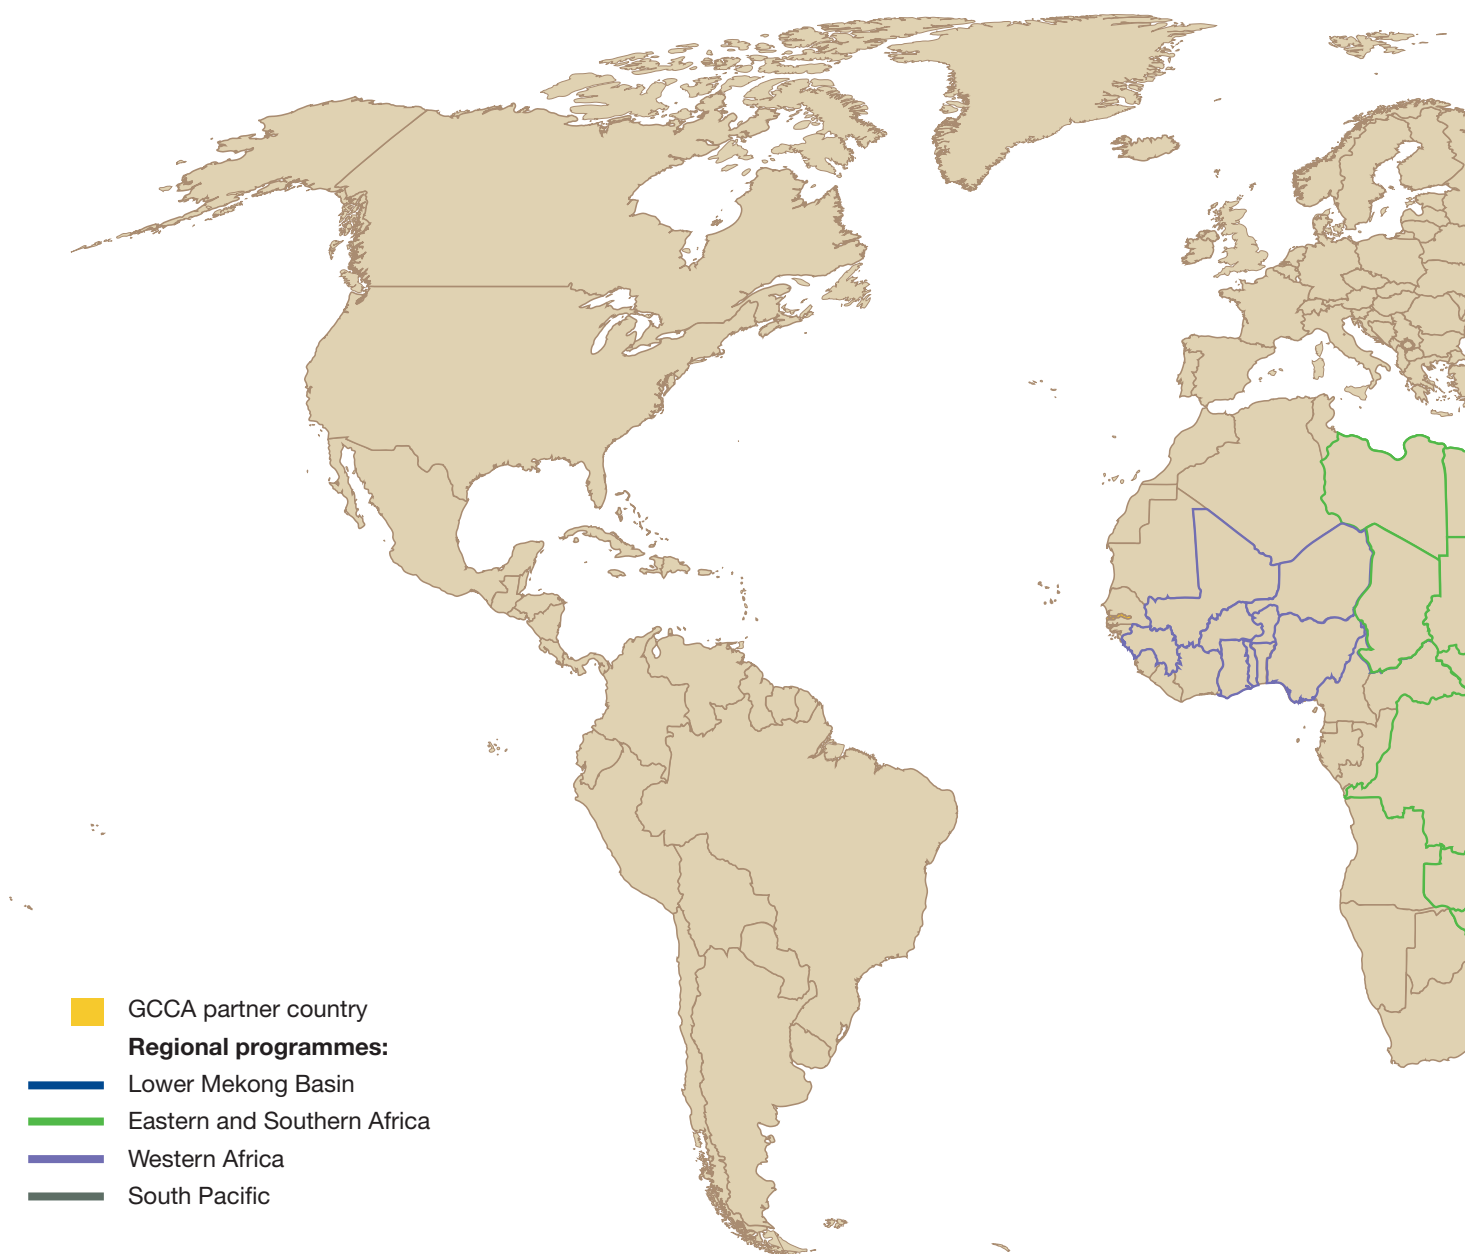 GCCA partner country
Regional programmes:
Lower Mekong Basin
Eastern and Southern Africa
Western Africa
South Pacific